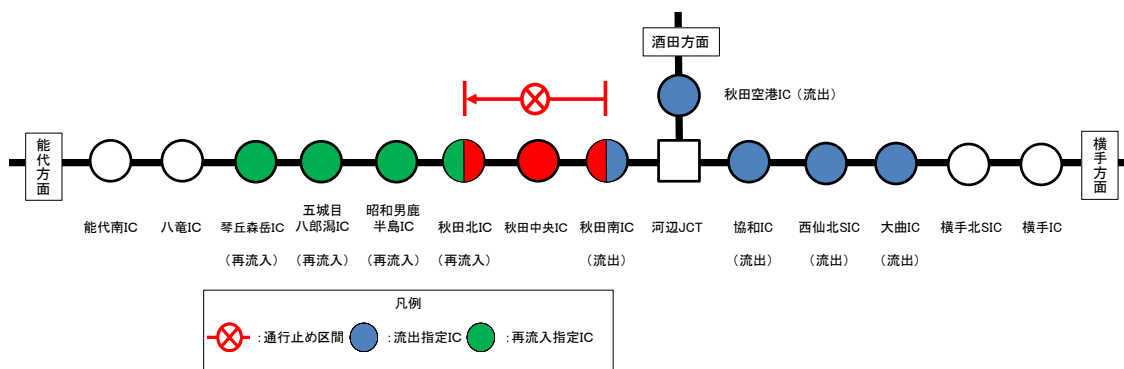 酒田方面
秋田空港IC（流出）
能代方面
横手方面
能代南IC
八竜IC
琴丘森岳IC
（再流入）
五城目
八郎潟IC
（再流入）
昭和男鹿
半島IC
（再流入）
秋田北IC
（再流入）
秋田中央IC
秋田南IC
（流出）
河辺JCT
協和IC
（流出）
西仙北SIC
（流出）
大曲IC
（流出）
横手北SIC
横手IC
凡例
：通行止め区間
：流出指定IC
：再流入指定IC